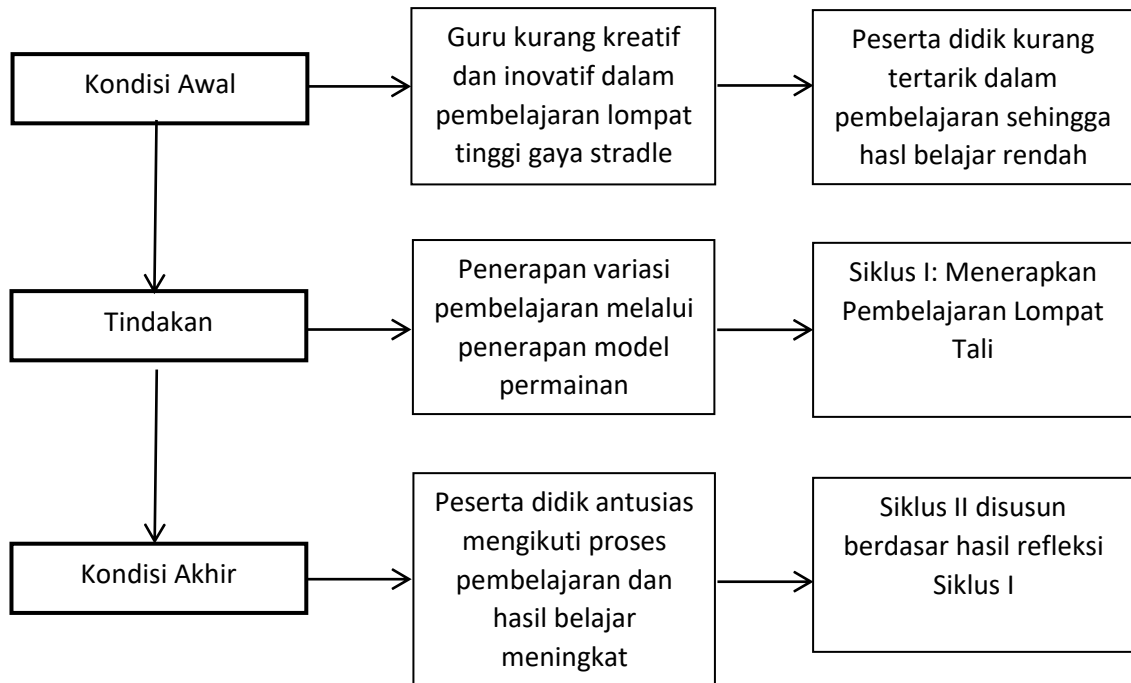 Kondisi Awal
Guru kurang kreatif
dan inovatif dalam
pembelajaran lompat
tinggi gaya stradle
Peserta didik kurang
tertarik dalam
pembelajaran sehingga
hasl belajar rendah
Tindakan
Penerapan variasi
pembelajaran melalui
penerapan model
permainan
Siklus I: Menerapkan
Pembelajaran Lompat
Tali
Kondisi Akhir
Peserta didik antusias
mengikuti proses
pembelajaran dan
hasil belajar
meningkat
Siklus II disusun
berdasar hasil refleksi
Siklus I